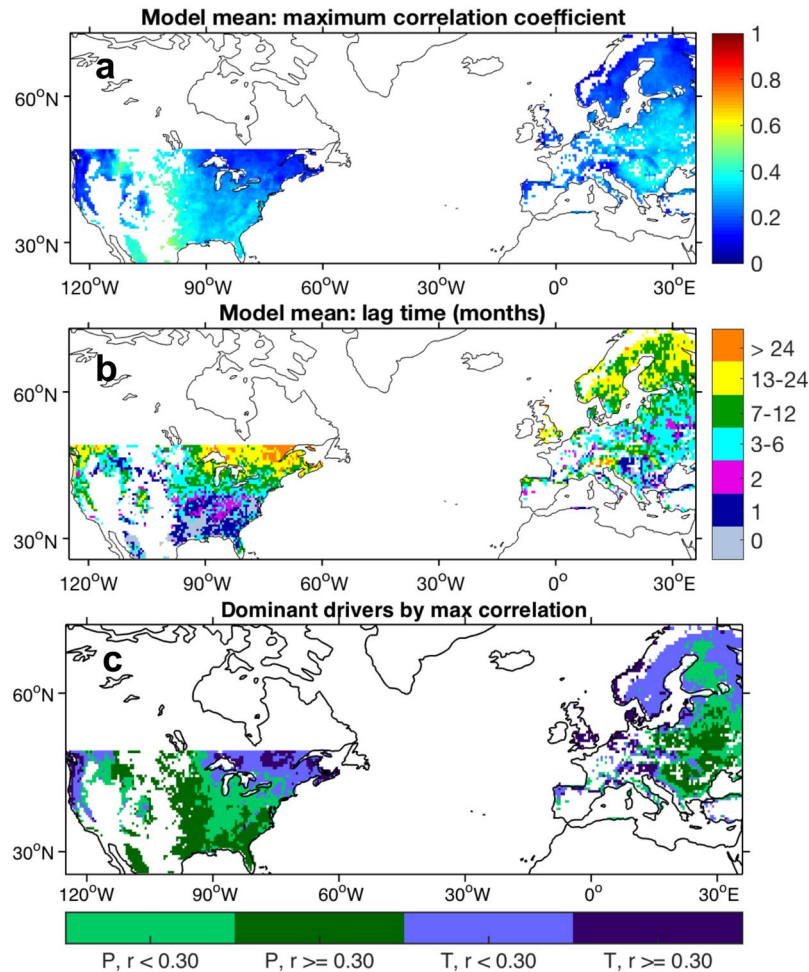 Model mean: maximum correlation coefficient
a
60°N
30°N
120°W 90°W 60°W 30°W 0° 30°E
1
0.8
0.6
0.4
0.2
0
Model mean: lag time (months)
b
60°N
30°N
120°W 90°W 60°W 30°W 0° 30°E
> 24
13-24
7-12
3-6
2
1
0
Dominant drivers by max correlation
c
60°N
30°N
120°W 90°W 60°W 30°W 0° 30°E
P, r < 0.30 P, r >= 0.30 T, r < 0.30 T, r >= 0.30